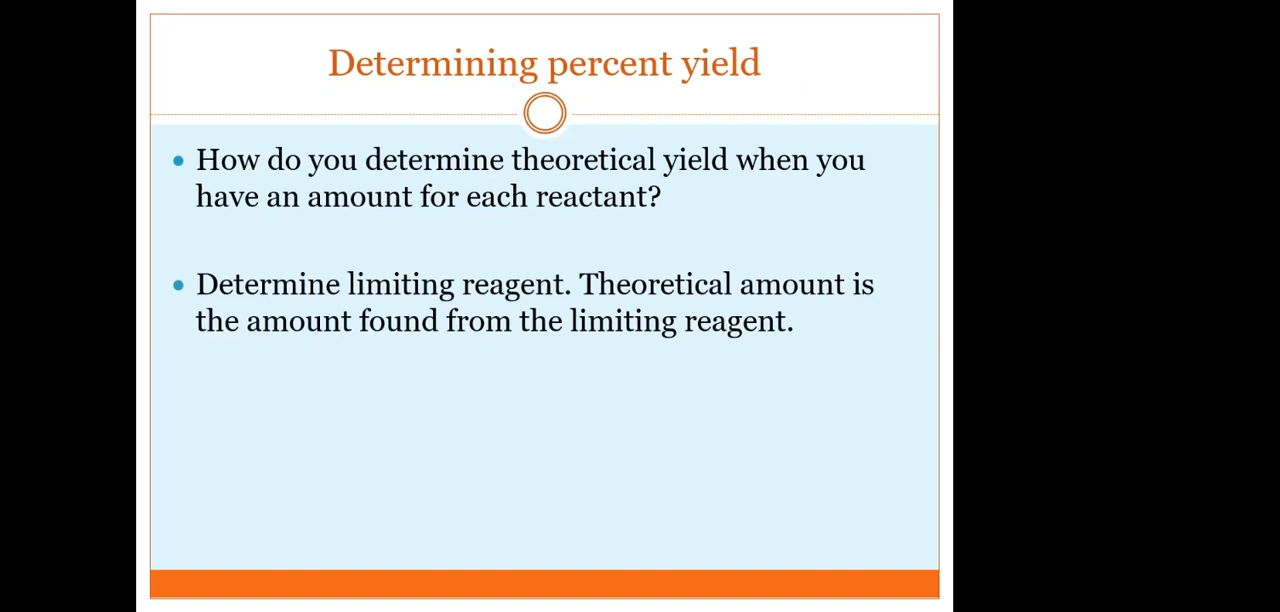 Determining percent yield
• How do you determine theoretical yield when you
have an amount for each reactant?
• Determine limiting reagent. Theoretical amount is
the amount found from the limiting reagent.